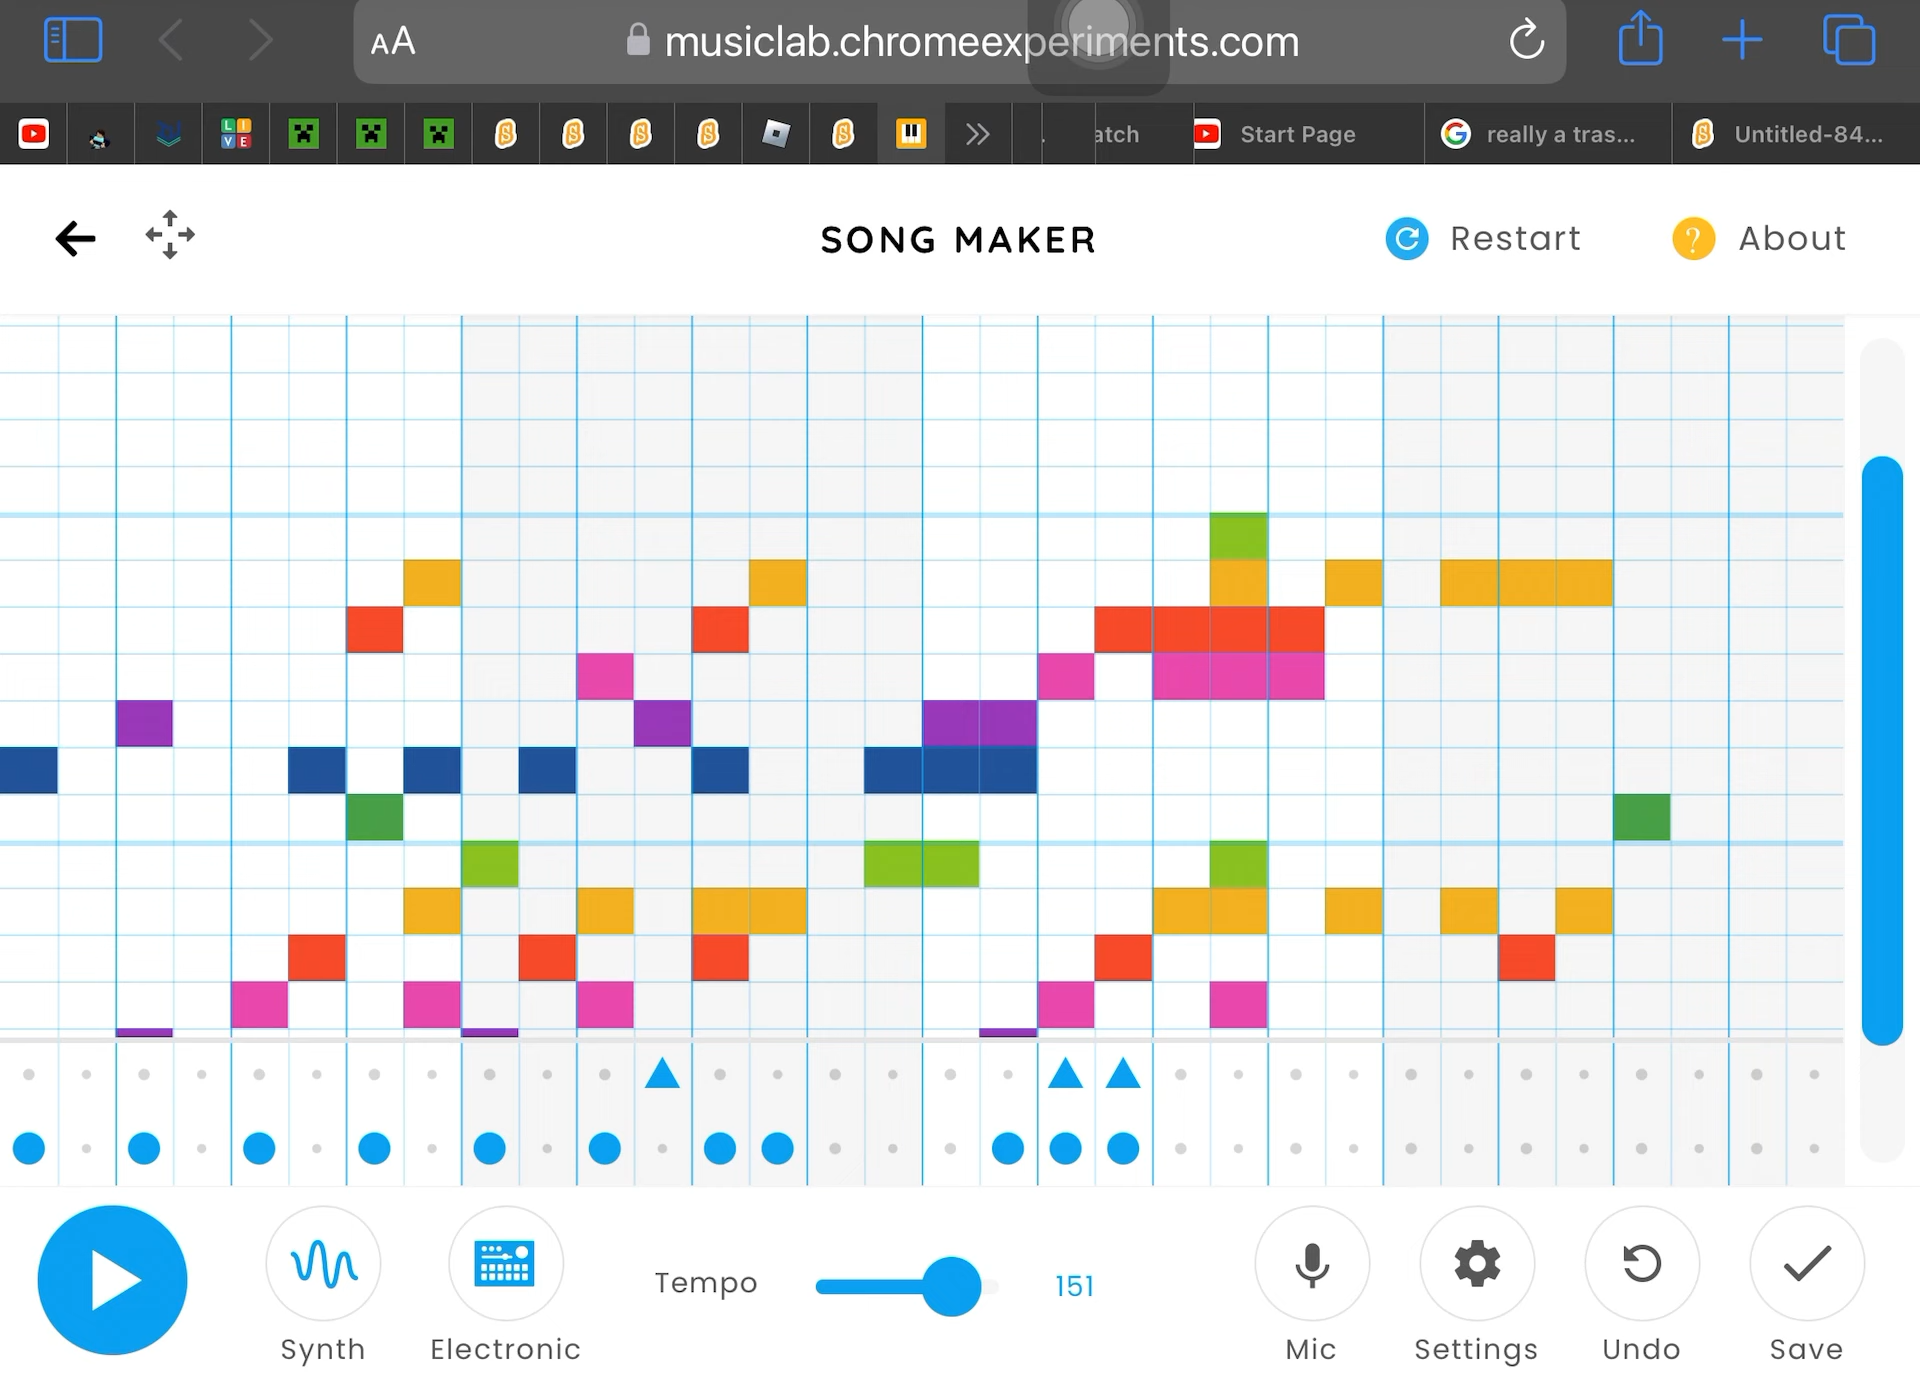 AA
musiclab.chromeexperiments.com
LIVE
atch
Start Page
really a tras...
Untitled-84...
SONG MAKER
Restart
? About
Tempo
151
Synth
Electronic
Mic
Settings
Undo
Save